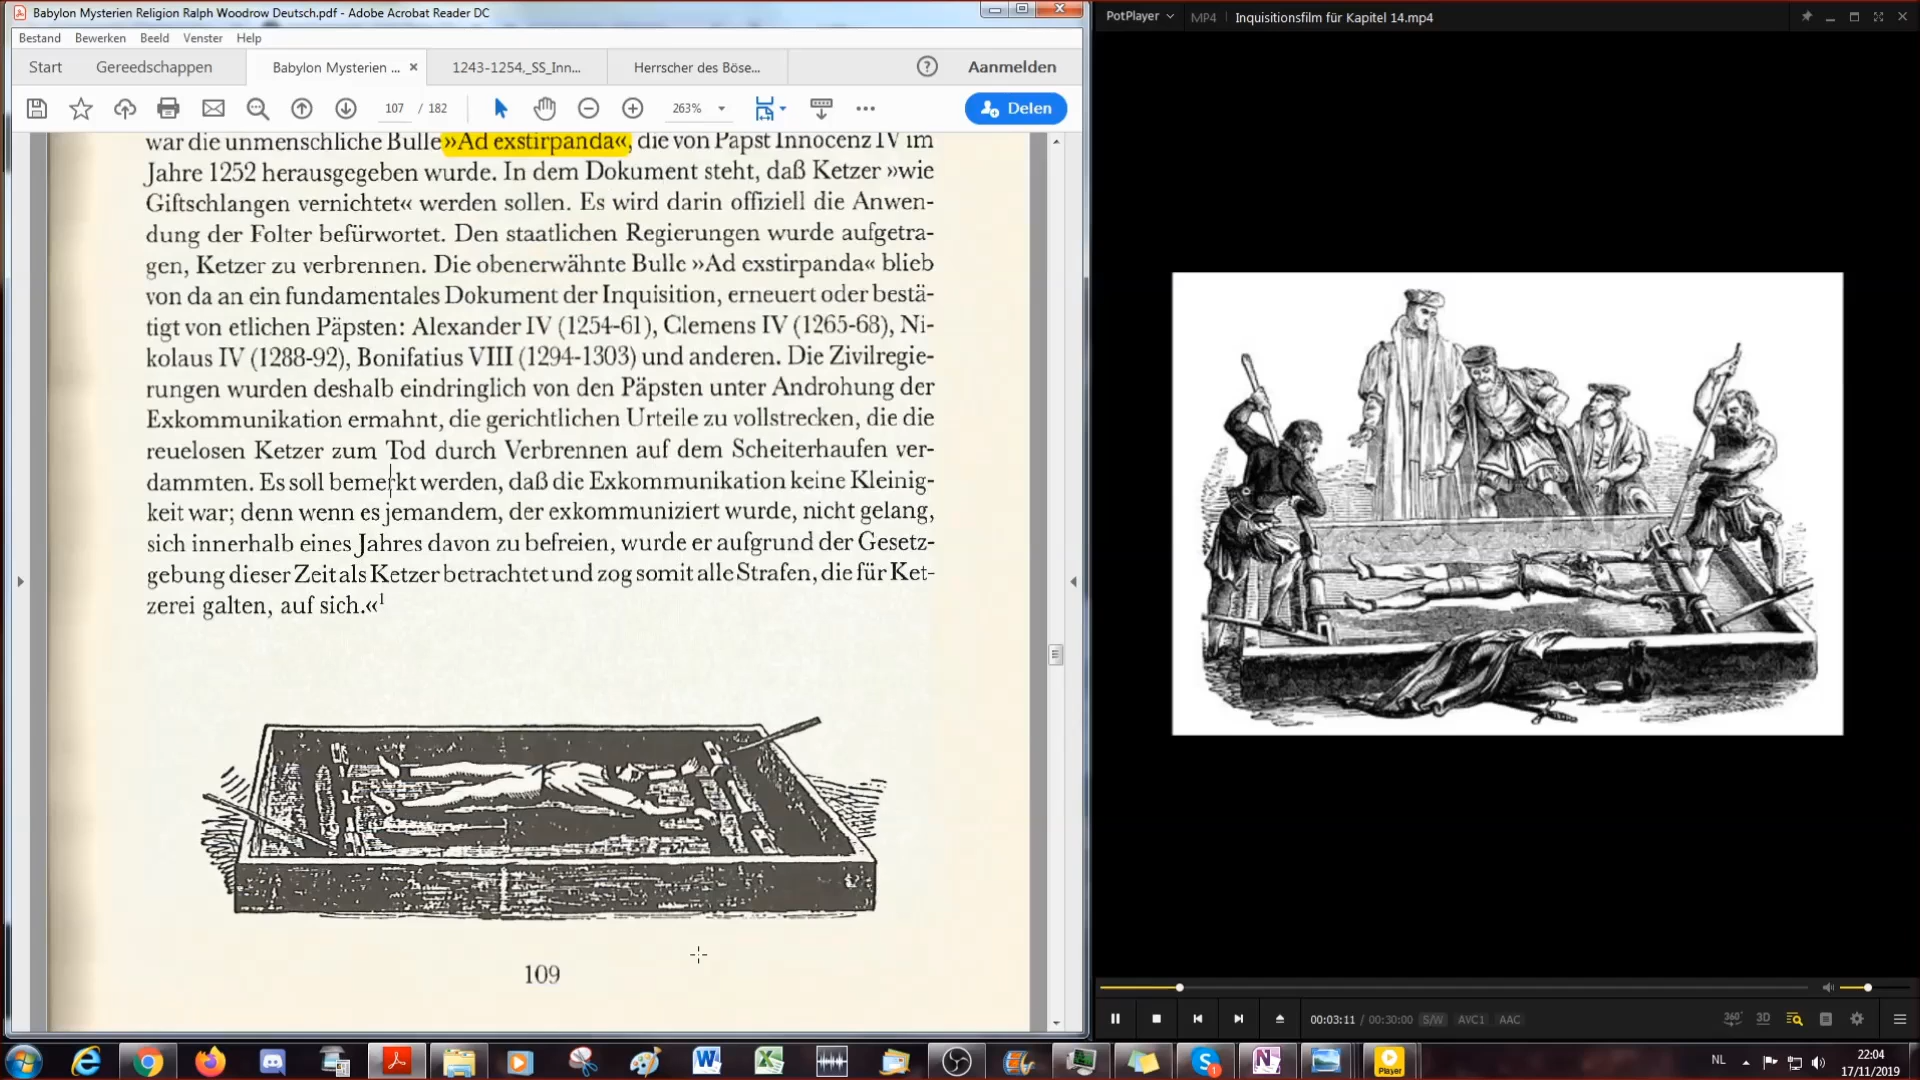 Babylon Mysterien Religion Ralph Woodrow Deutsch.pdf - Adobe Acrobat Reader DC
Bestand Bewerken Beeld Venster Help
Start Gereedschappen Babylon Mysterien ... × 1243-1254,_SS_Inn... Herrscher des Böse... Aanmelden
107 / 182 263% Delen
war die unmenschliche Bulle »Ad exstirpanda«, die von Papst Innocenz IV im
Jahre 1252 herausgegeben wurde. In dem Dokument steht, daß Ketzer »wie
Giftschlangen vernichtet« werden sollen. Es wird darin offiziell die Anwen-
dung der Folter befürwortet. Den staatlichen Regierungen wurde aufgetra-
gen, Ketzer zu verbrennen. Die obenerwähnte Bulle »Ad exstirpanda« blieb
von da an ein fundamentales Dokument der Inquisition, erneuert oder bestä-
tigt von etlichen Päpsten: Alexander IV (1254-61), Clemens IV (1265-68), Ni-
kolaus IV (1288-92), Bonifatius VIII (1294-1303) und anderen. Die Zivilregie-
rungen wurden deshalb eindringlich von den Päpsten unter Androhung der
Exkommunikation ermahnt, die gerichtlichen Urteile zu vollstrecken, die die
reuelosen Ketzer zum Tod durch Verbrennen auf dem Scheiterhaufen ver-
dammten. Es soll bemerkt werden, daß die Exkommunikation keine Kleinig-
keit war; denn wenn es jemandem, der exkommuniziert wurde, nicht gelang,
sich innerhalb eines Jahres davon zu befreien, wurde er aufgrund der Gesetz-
gebung dieser Zeit als Ketzer betrachtet und zog somit alle Strafen, die für Ket-
zerei galten, auf sich.«¹
109
PotPlayer MP4 Inquisitionsfilm für Kapitel 14.mp4
00:03:11 / 00:30:00 S/W AVC1 AAC
360° 3D
Player
NL
22:04
17/11/2019